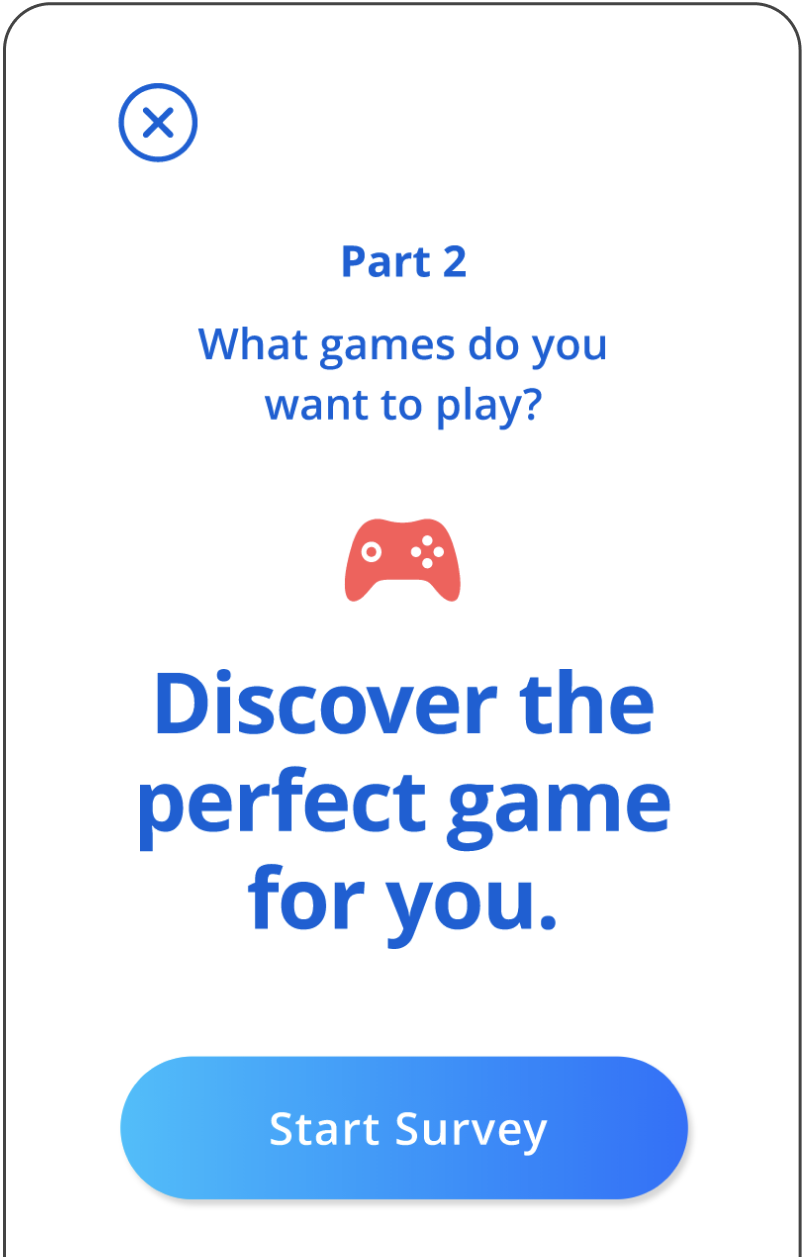 Part 2
What games do you
want to play?
Discover the
perfect game
for you.
Start Survey